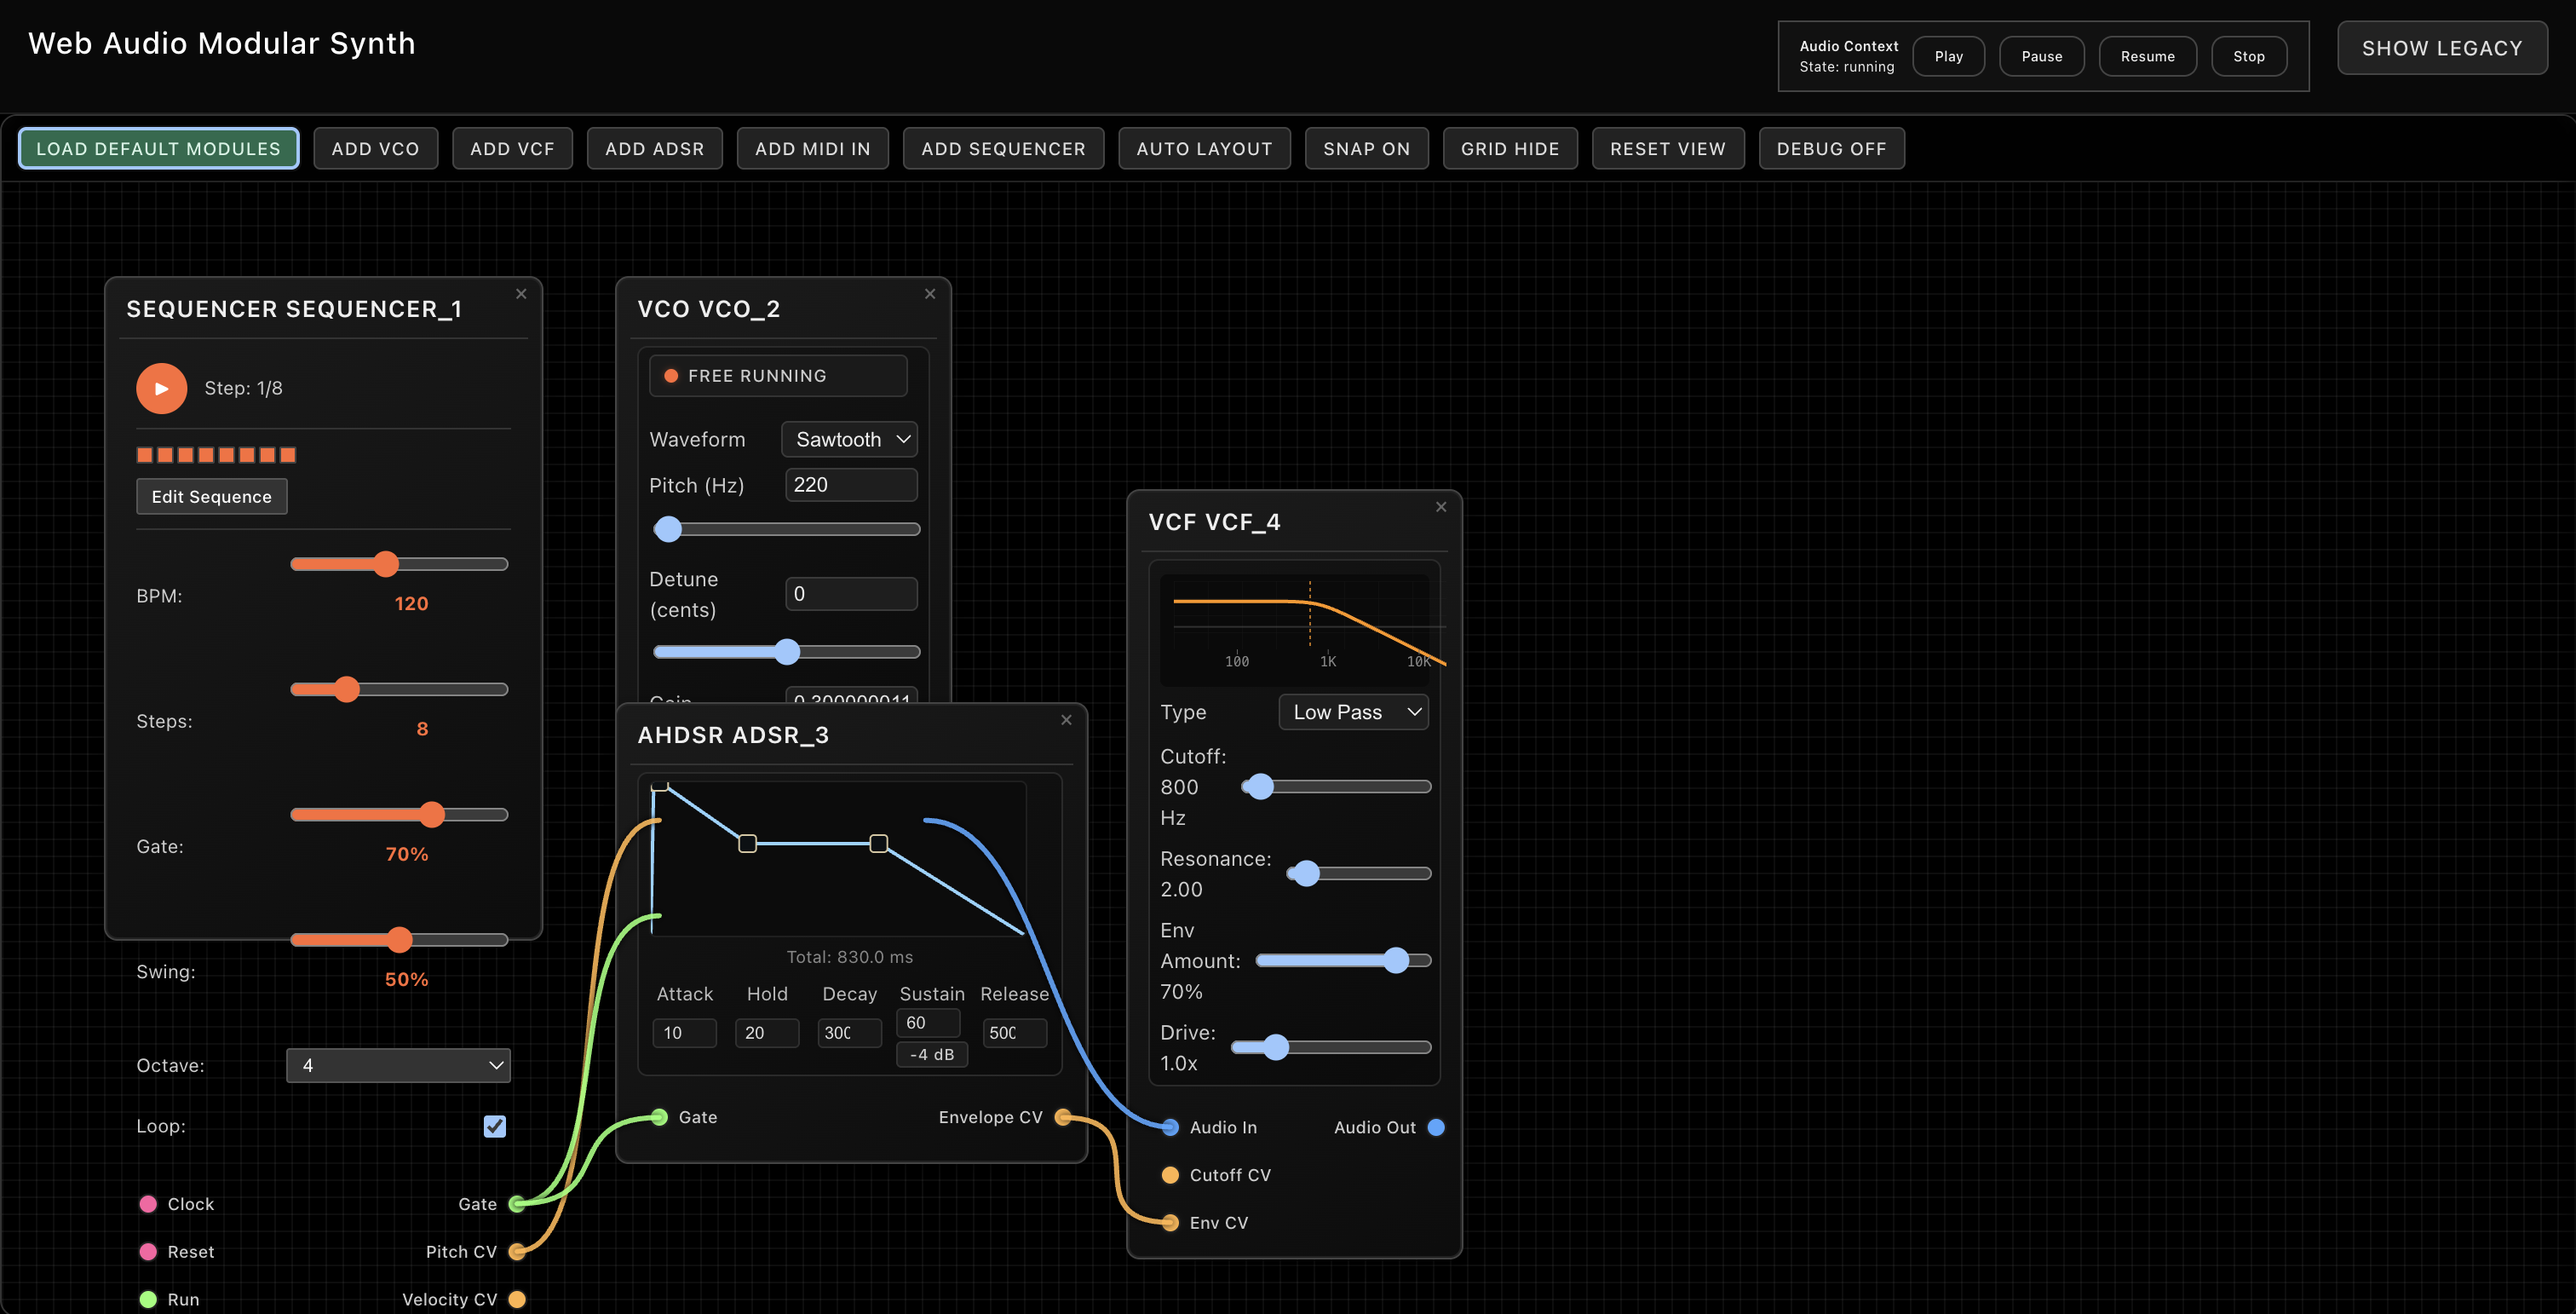 Web Audio Modular Synth
Audio Context
State: running
Play
Pause
Resume
Stop
SHOW LEGACY
LOAD DEFAULT MODULES
ADD VCO
ADD VCF
ADD ADSR
ADD MIDI IN
ADD SEQUENCER
AUTO LAYOUT
SNAP ON
GRID HIDE
RESET VIEW
DEBUG OFF
SEQUENCER SEQUENCER_1
×
Step: 1/8
Edit Sequence
BPM:
120
Steps:
8
Gate:
70%
Swing:
50%
Octave:
4
Loop:
Clock
Gate
Reset
Pitch CV
Run
Velocity CV
VCO VCO_2
×
FREE RUNNING
Waveform
Sawtooth
Pitch (Hz)
220
Detune
(cents)
0
Gain
0.300000011
AHDSR ADSR_3
×
Total: 830.0 ms
Attack
Hold
Decay
Sustain
Release
10
20
300
60
500
-4 dB
Gate
Envelope CV
VCF VCF_4
×
100
1K
10K
Type
Low Pass
Cutoff:
800
Hz
Resonance:
2.00
Env
Amount:
70%
Drive:
1.0x
Audio In
Audio Out
Cutoff CV
Env CV